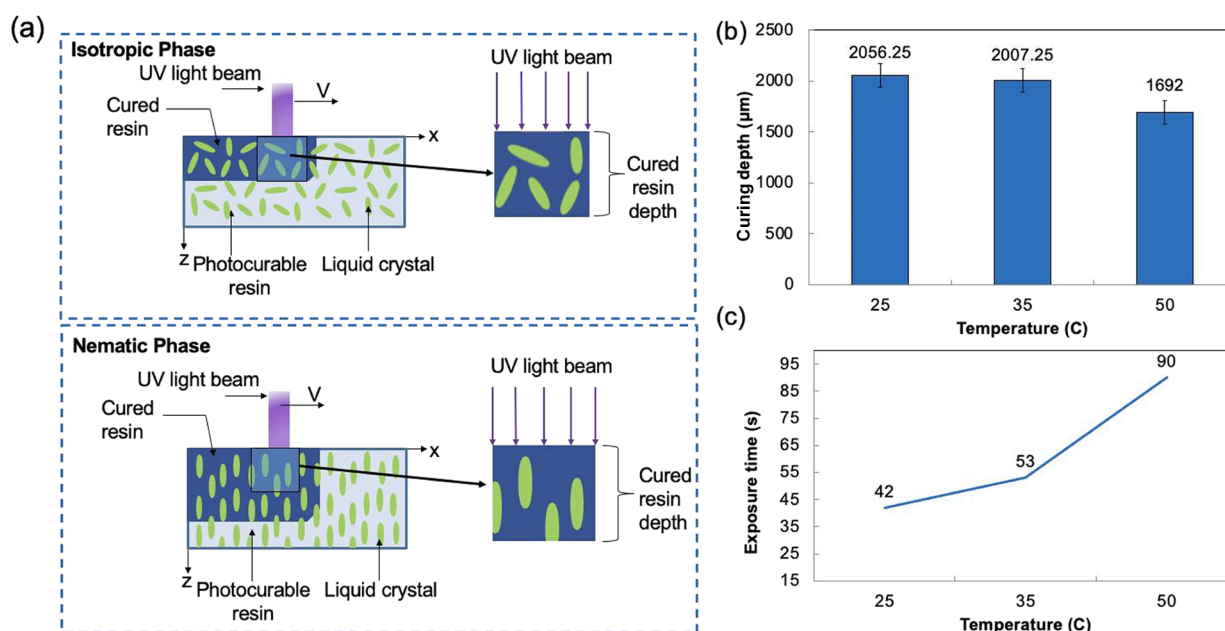 (a)
Isotropic Phase
UV light beam
V
Cured
resin
x
z
Photocurable
resin
Liquid crystal
UV light beam
Cured
resin
depth
Nematic Phase
UV light beam
V
Cured
resin
x
z
Photocurable
resin
Liquid crystal
UV light beam
Cured
resin
depth
(b)
Curing depth (μm)
2500
2000
1500
1000
500
0
2056.25
2007.25
1692
25
35
50
Temperature (C)
(c)
Exposure time (s)
95
85
75
65
55
45
35
25
15
42
53
90
25
35
50
Temperature (C)